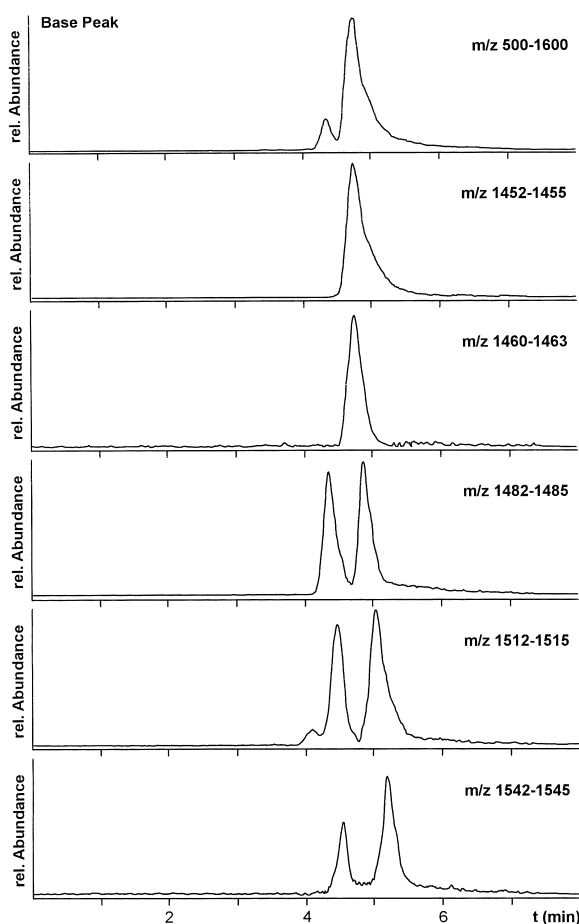 Base Peak
m/z 500-1600
rel. Abundance
m/z 1452-1455
rel. Abundance
m/z 1460-1463
rel. Abundance
m/z 1482-1485
rel. Abundance
m/z 1512-1515
rel. Abundance
m/z 1542-1545
rel. Abundance
2 4 6 t (min)